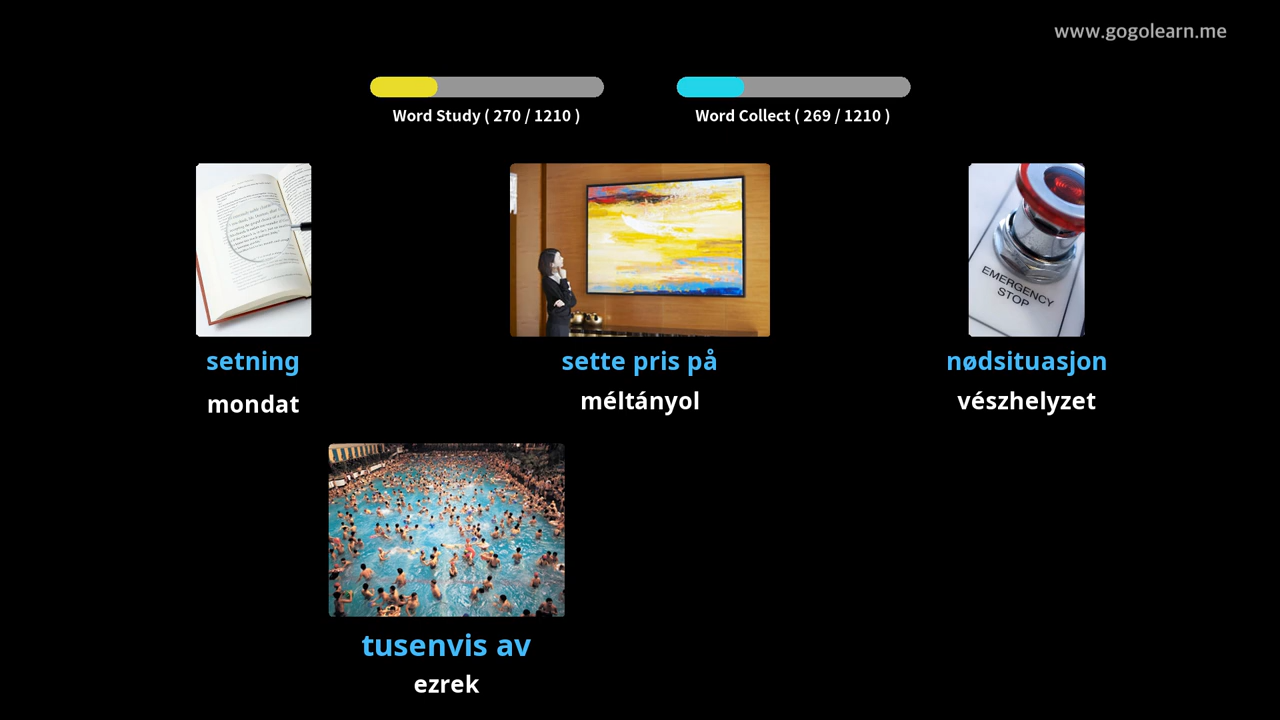 www.gogolearn.me
Word Study ( 270 / 1210 )
Word Collect ( 269 / 1210 )
EMERGENCY
STOP
setning
mondat
sette pris på
méltányol
nødsituasjon
vészhelyzet
tusenvis av
ezrek